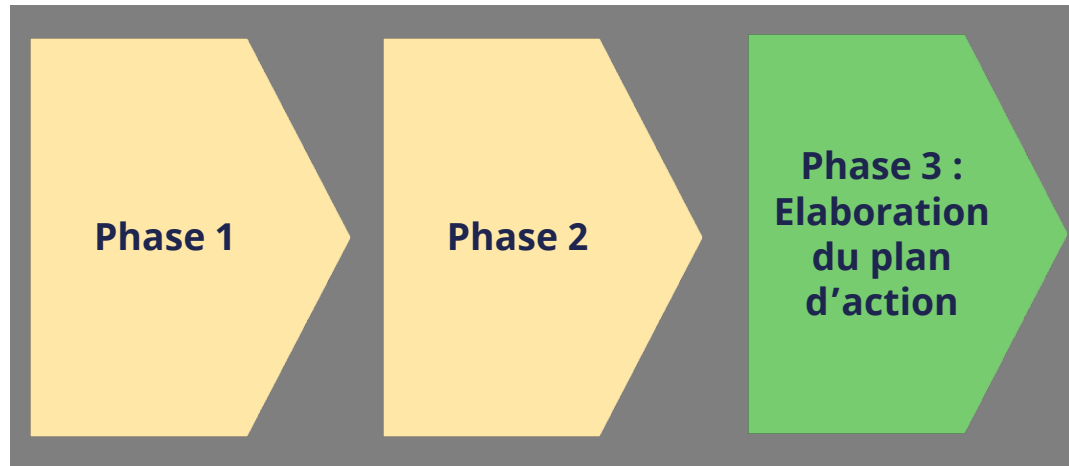 Phase 1
Phase 2
Phase 3 :
Elaboration
du plan
d’action